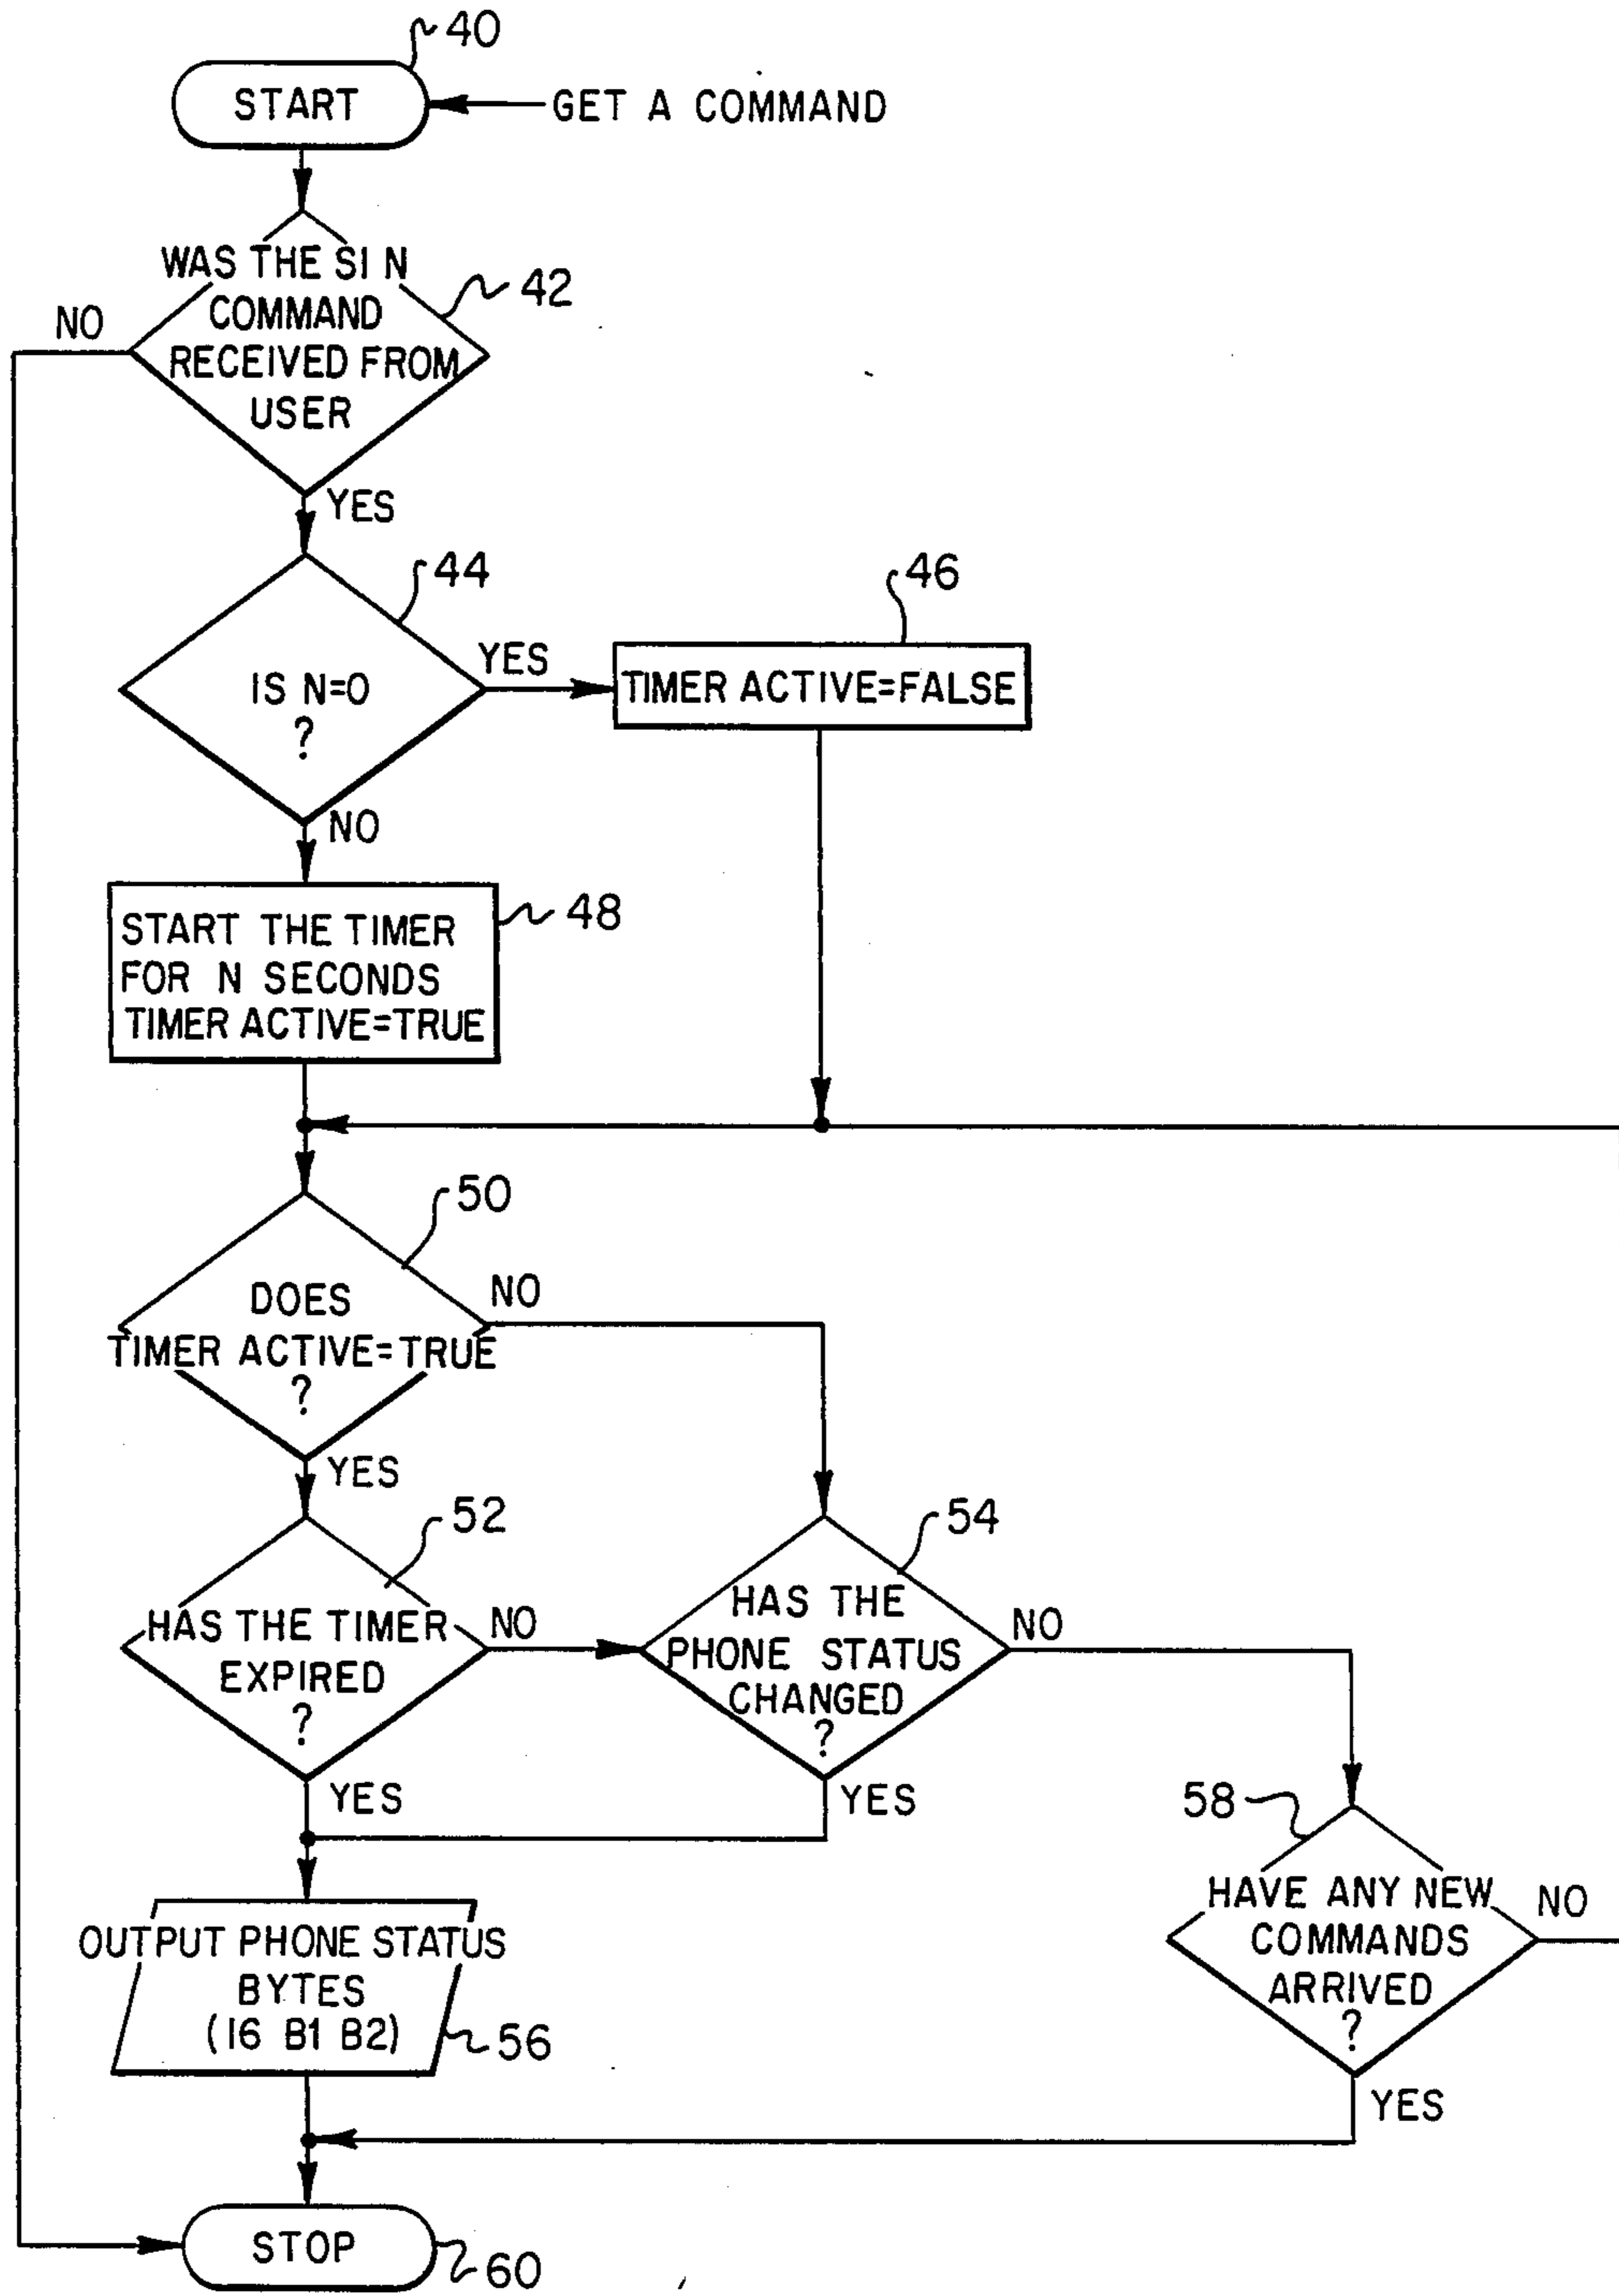 40
START
GET A COMMAND
WAS THE SI N
COMMAND
RECEIVED FROM
USER
42
NO
YES
44
IS N=0
?
YES
46
TIMER ACTIVE=FALSE
NO
START THE TIMER
FOR N SECONDS
TIMER ACTIVE=TRUE
48
50
DOES
TIMER ACTIVE=TRUE
?
NO
YES
52
HAS THE TIMER
EXPIRED
?
NO
54
HAS THE
PHONE STATUS
CHANGED
?
NO
YES
YES
58
HAVE ANY NEW
COMMANDS
ARRIVED
?
NO
OUTPUT PHONE STATUS
BYTES
(16 B1 B2)
56
YES
STOP
60